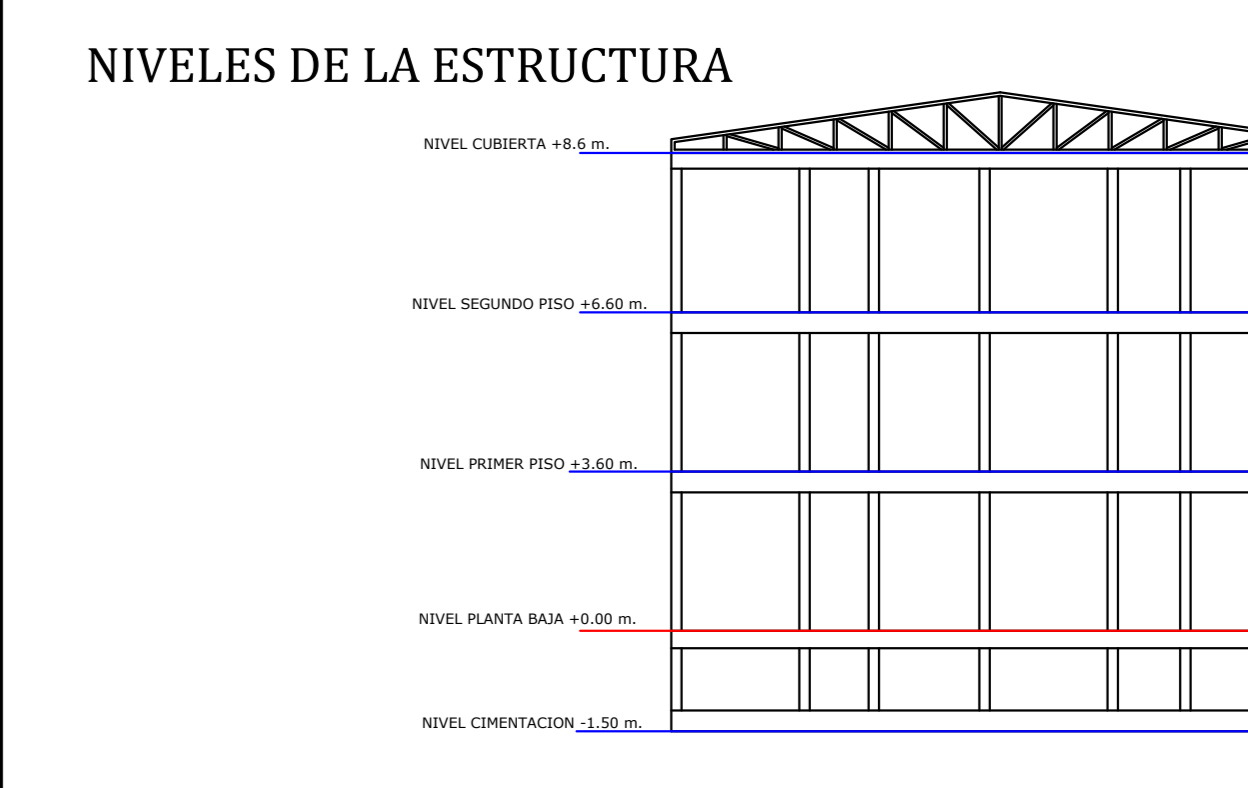 NIVELES DE LA ESTRUCTURA
NIVEL CUBIERTA +8.6 m.
NIVEL SEGUNDO PISO +6.60 m.
NIVEL PRIMER PISO +3.60 m.
NIVEL PLANTA BAJA +0.00 m.
NIVEL CIMENTACION -1.50 m.